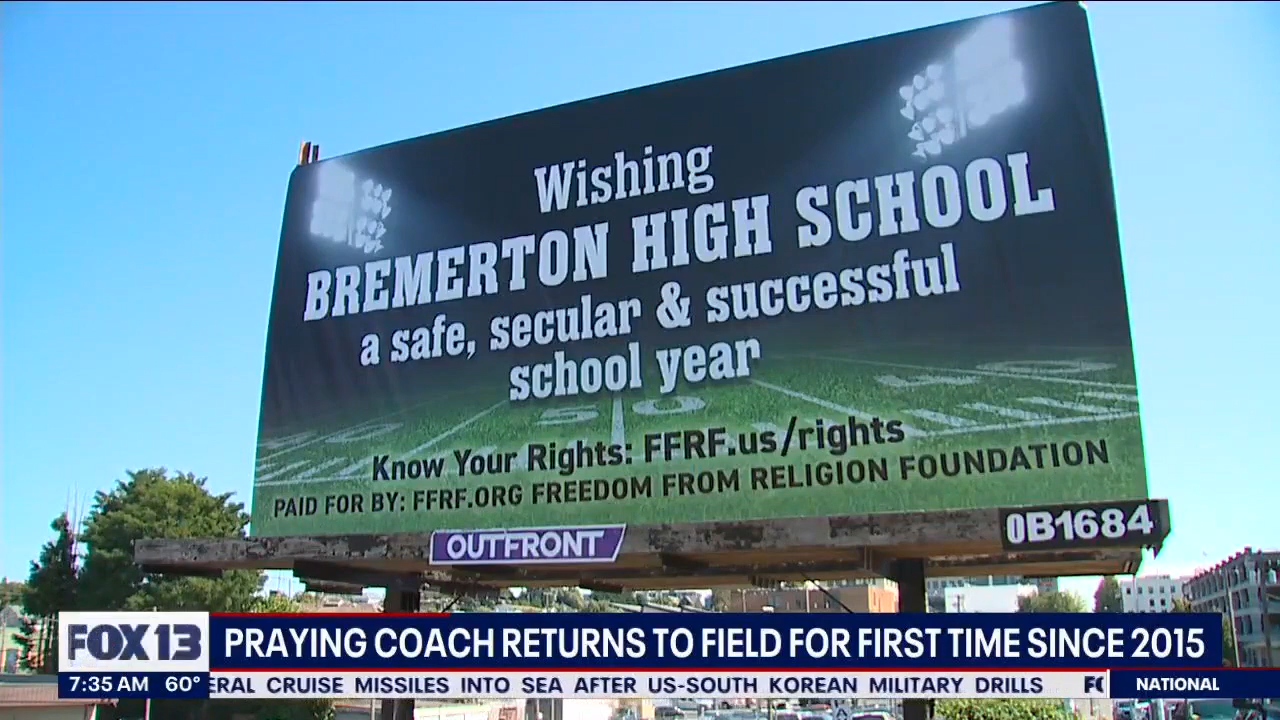 Wishing
BREMERTON HIGH SCHOOL
a safe, secular & successful
school year
50
Know Your Rights: FFRF.us/rights
PAID FOR BY: FFRF.ORG FREEDOM FROM RELIGION FOUNDATION
OUTFRONT
0B1684
FOX 13
PRAYING COACH RETURNS TO FIELD FOR FIRST TIME SINCE 2015
7:35 AM 60°
ERAL CRUISE MISSILES INTO SEA AFTER US-SOUTH KOREAN MILITARY DRILLS
NATIONAL